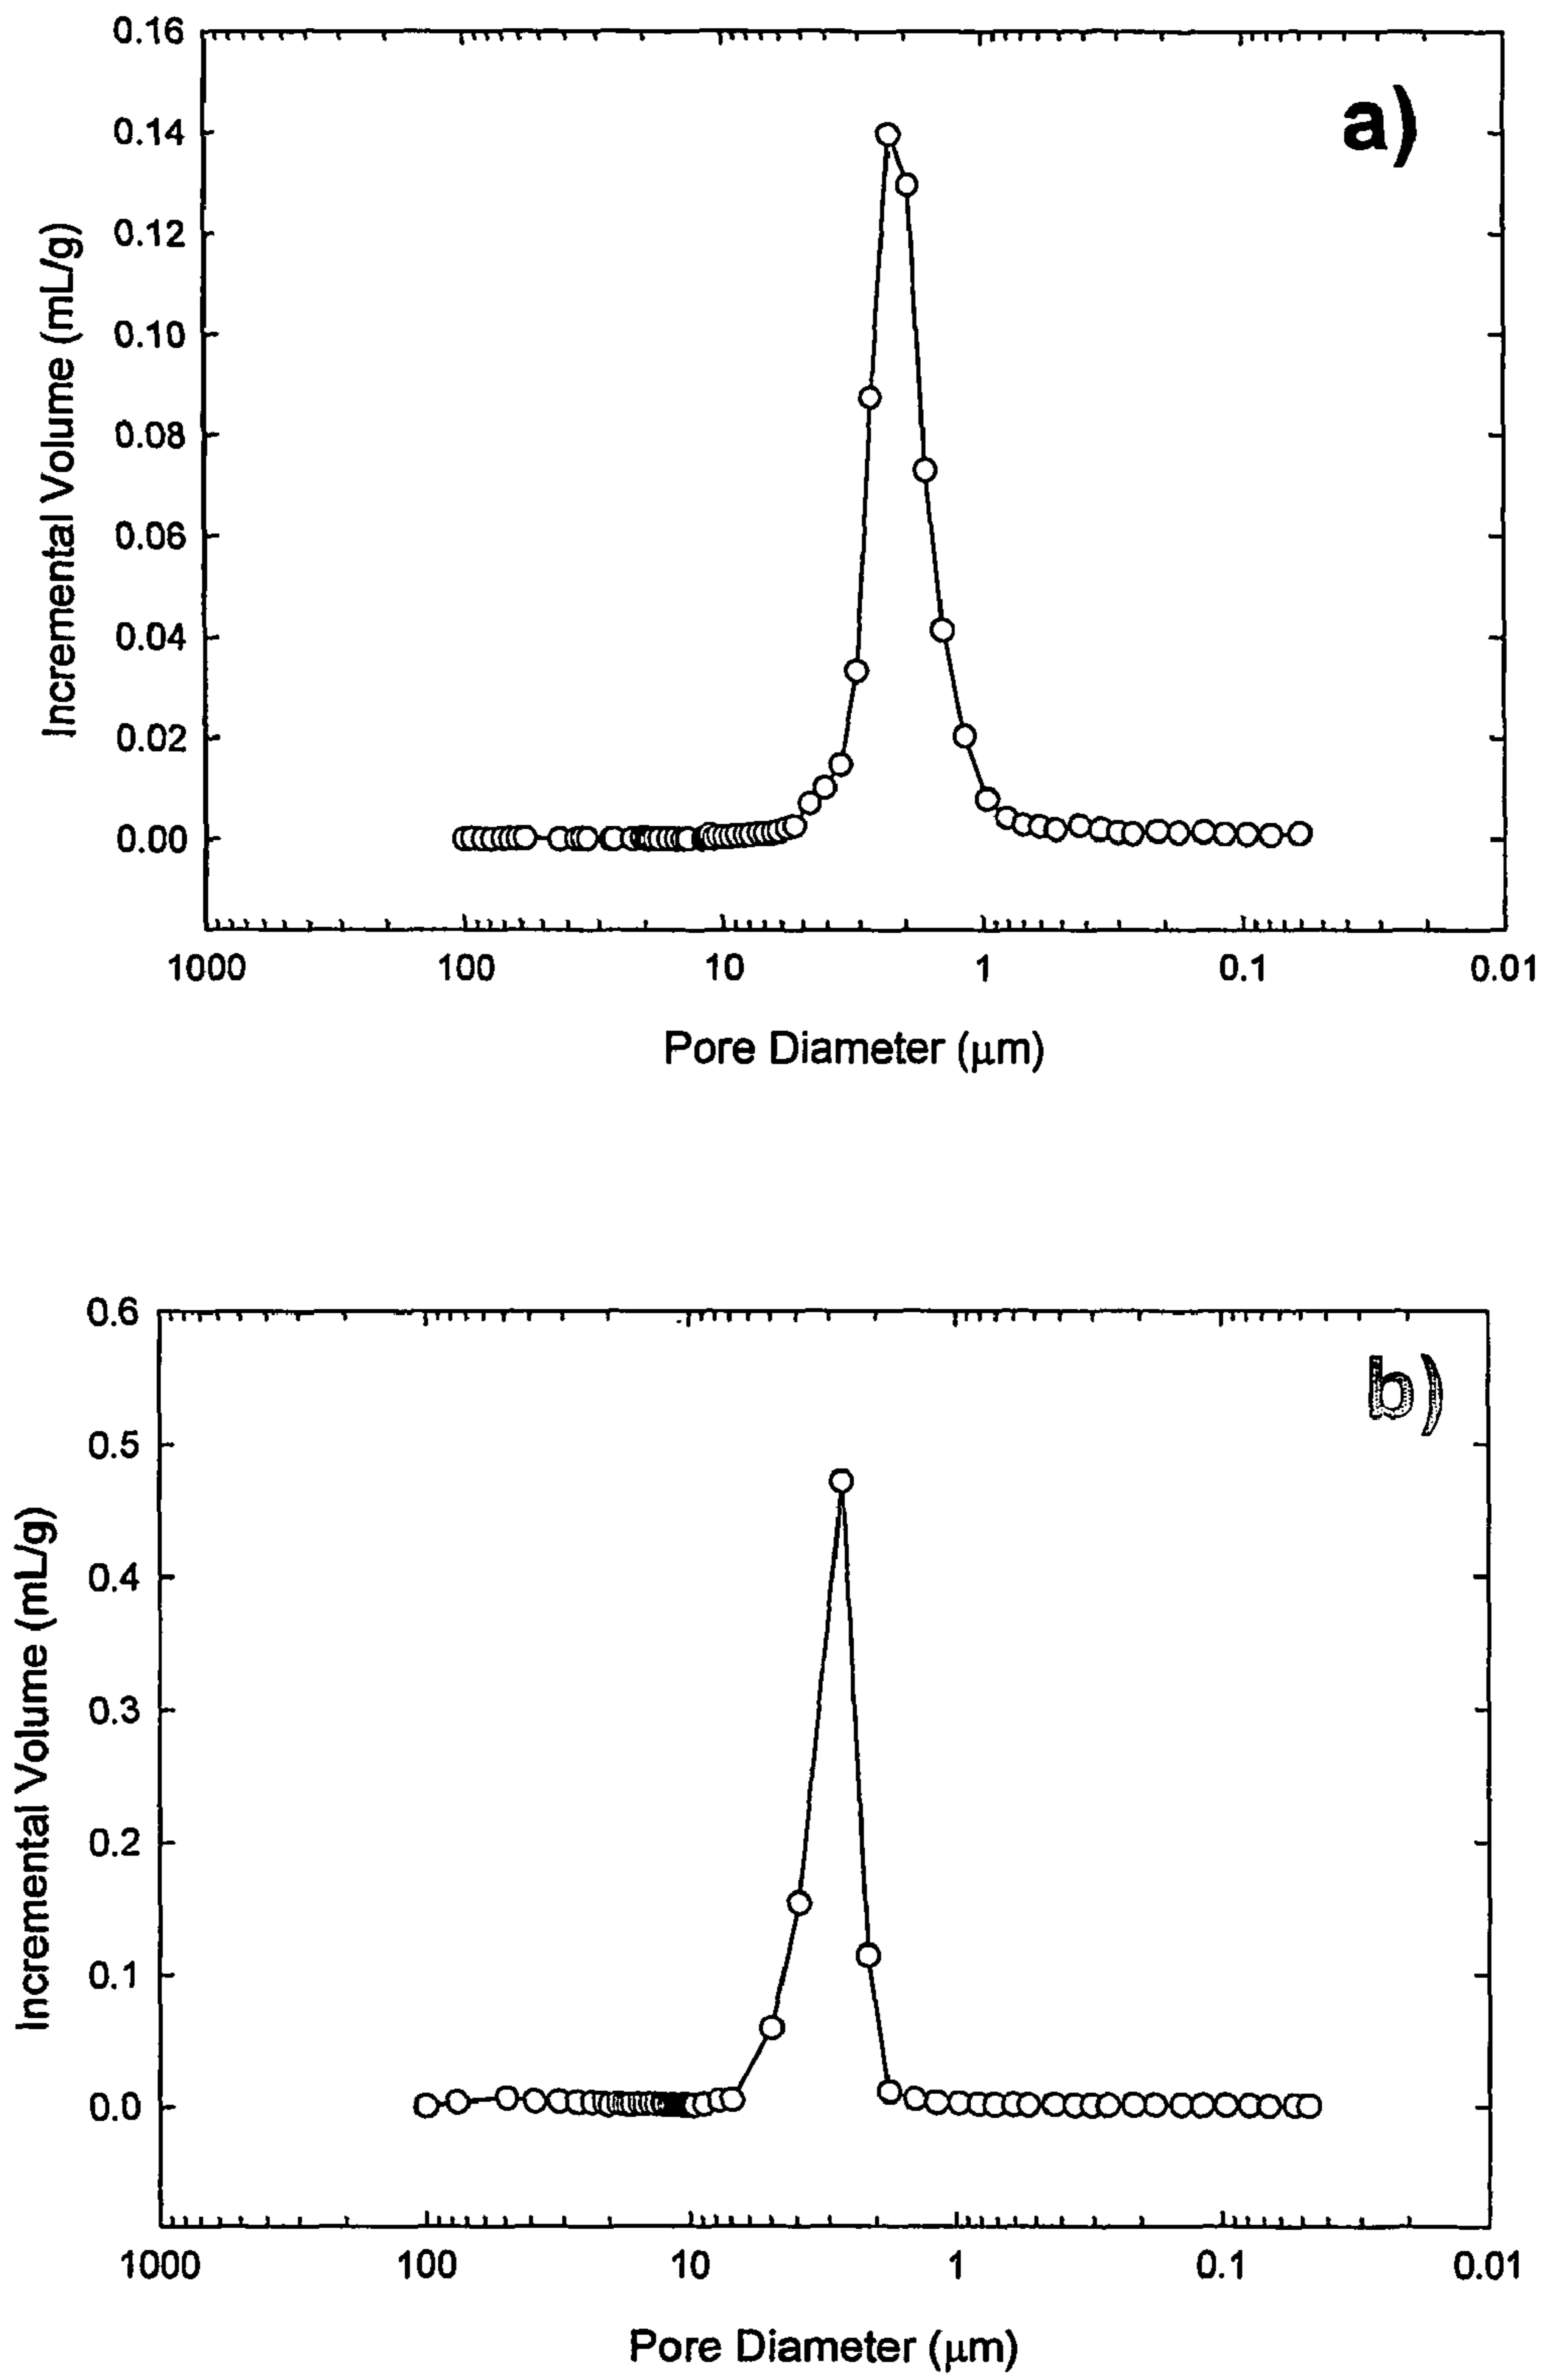 a)
0.16
0.14
0.12
0.10
0.08
0.06
0.04
0.02
0.00
Incremental Volume (mL/g)
1000 100 10 1 0.1 0.01
Pore Diameter (μm)
b)
0.6
0.5
0.4
0.3
0.2
0.1
0.0
Incremental Volume (mL/g)
1000 100 10 1 0.1 0.01
Pore Diameter (μm)